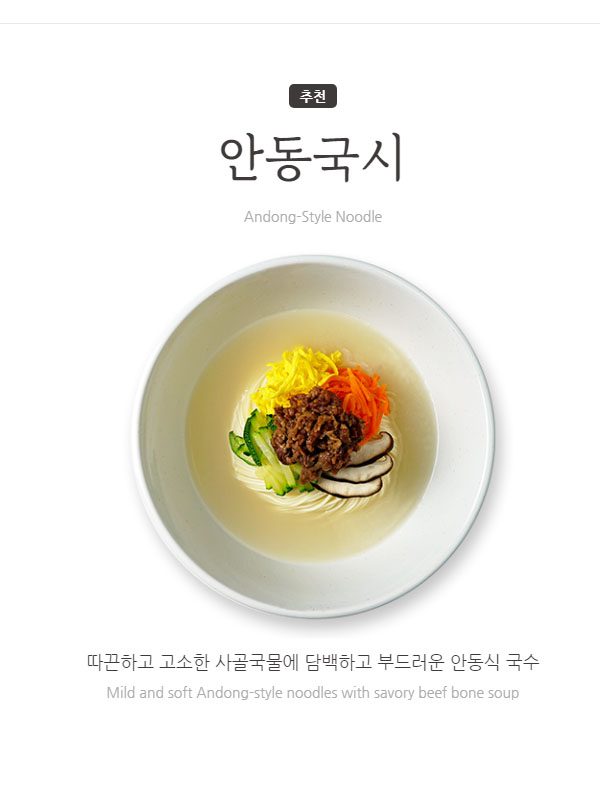 추천
안동국시
Andong-Style Noodle
따끈하고 고소한 사골국물에 담백하고 부드러운 안동식 국수
Mild and soft Andong-style noodles with savory beef bone soup